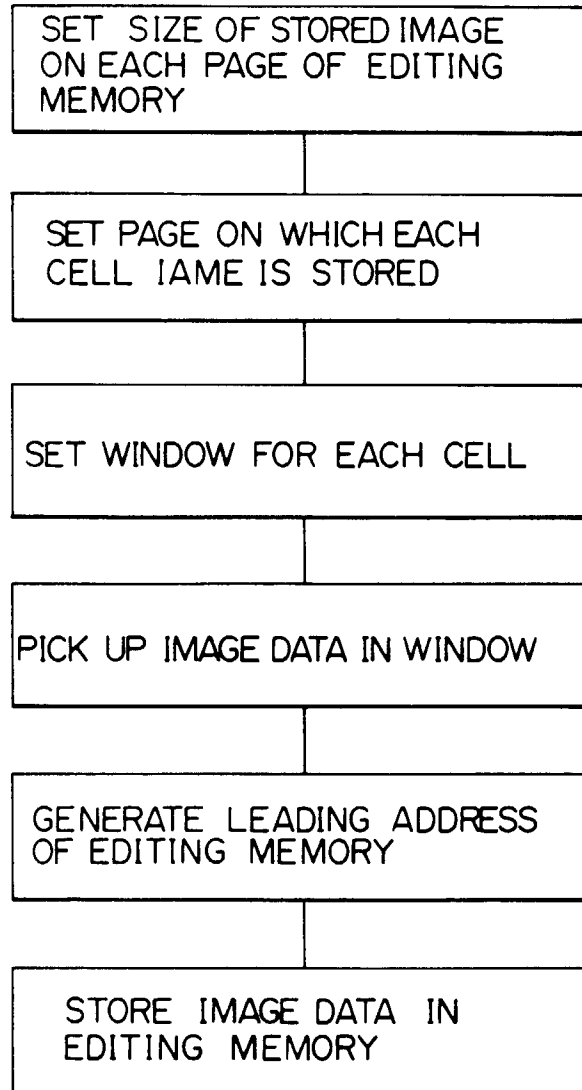 SET SIZE OF STORED IMAGE
ON EACH PAGE OF EDITING
MEMORY
SET PAGE ON WHICH EACH
CELL IAME IS STORED
SET WINDOW FOR EACH CELL
PICK UP IMAGE DATA IN WINDOW
GENERATE LEADING ADDRESS
OF EDITING MEMORY
STORE IMAGE DATA IN
EDITING MEMORY